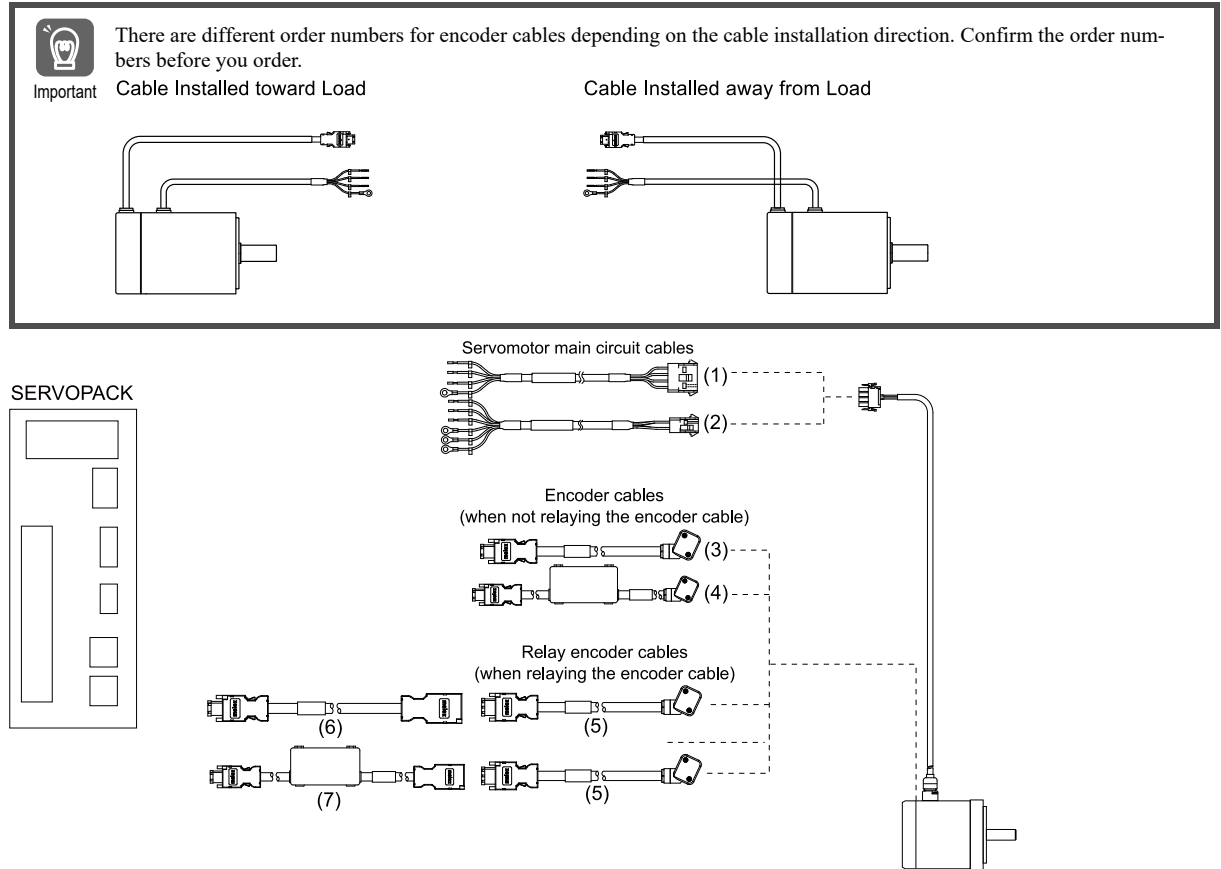 There are different order numbers for encoder cables depending on the cable installation direction. Confirm the order num-
bers before you order.
Important
Cable Installed toward Load
Cable Installed away from Load
Servomotor main circuit cables
(1)
SERVOPACK
(2)
Encoder cables
(when not relaying the encoder cable)
(3)
(4)
Relay encoder cables
(when relaying the encoder cable)
(6)
(5)
(7)
(5)